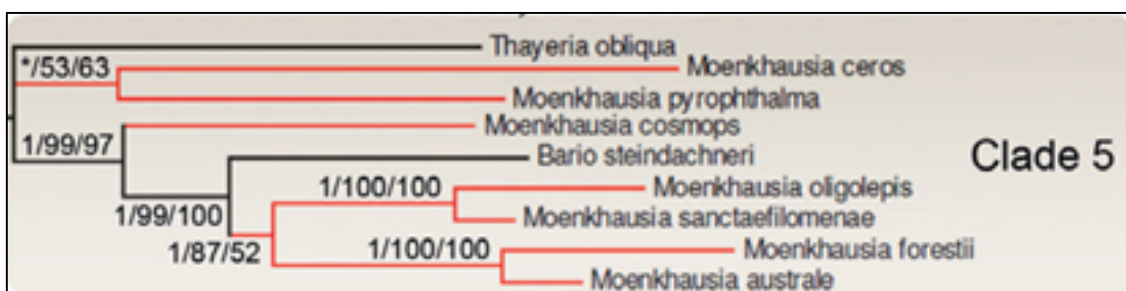 Thayeria obliqua
*/53/63
Moenkhausia ceros
Moenkhausia pyrophthalma
Moenkhausia cosmops
1/99/97
Bario steindachneri
Clade 5
1/100/100
Moenkhausia oligolepis
1/99/100
Moenkhausia sanctaefilomenae
1/87/52
1/100/100
Moenkhausia forestii
Moenkhausia australe